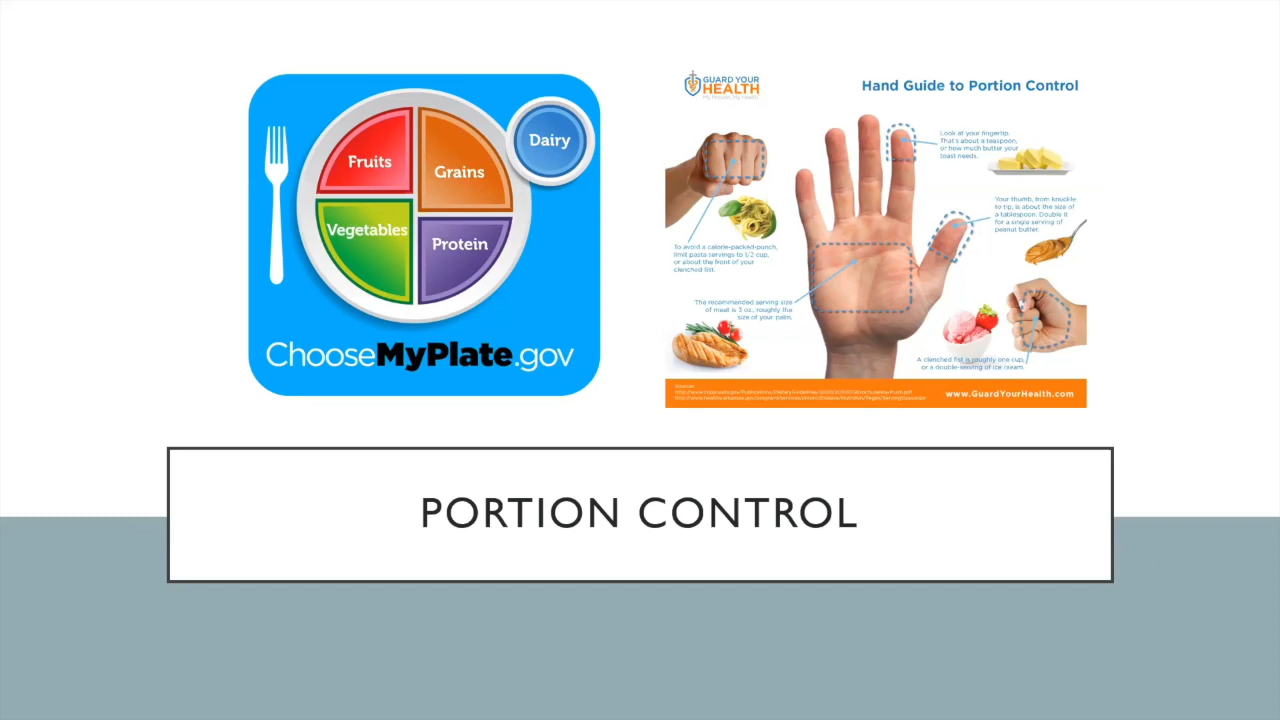 Fruits
Grains
Dairy
Vegetables
Protein
ChooseMyPlate.gov
GUARD YOUR
HEALTH
My Mission, My Health
Hand Guide to Portion Control
Look at your fingertip.
That's about a teaspoon,
or how much butter your
toast needs.
Your thumb, from knuckle
to tip, is about the size of
a tablespoon. Double it
for a single serving of
peanut butter.
To avoid a calorie-packed-punch,
limit pasta servings to 1/2 cup,
or about the front of your
clenched fist.
The recommended serving size
of meat is 3 oz., roughly the
size of your palm.
A clenched fist is roughly one cup,
or a double-serving of ice cream.
Sources:
www.GuardYourHealth.com
PORTION CONTROL